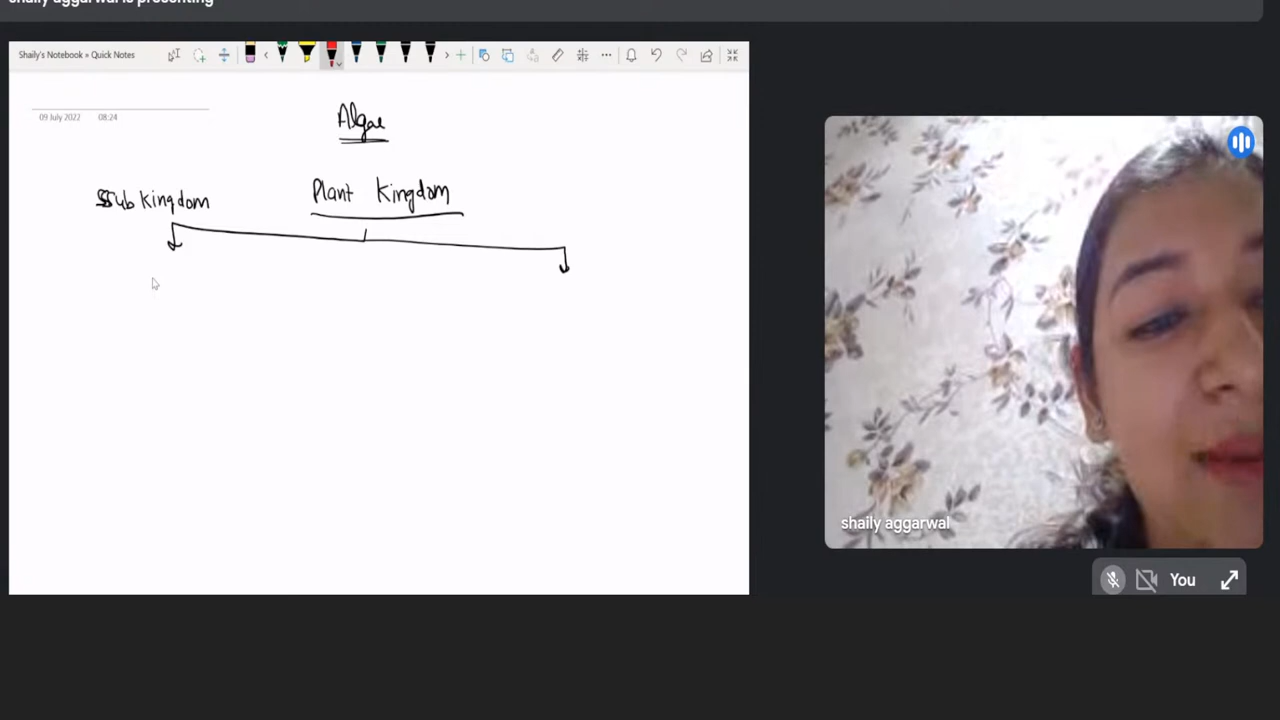 shaily aggarwal is presenting
Shaily's Notebook » Quick Notes
09 July 2022 08:24
Algae
Sub kingdom
Plant Kingdom
shaily aggarwal
You